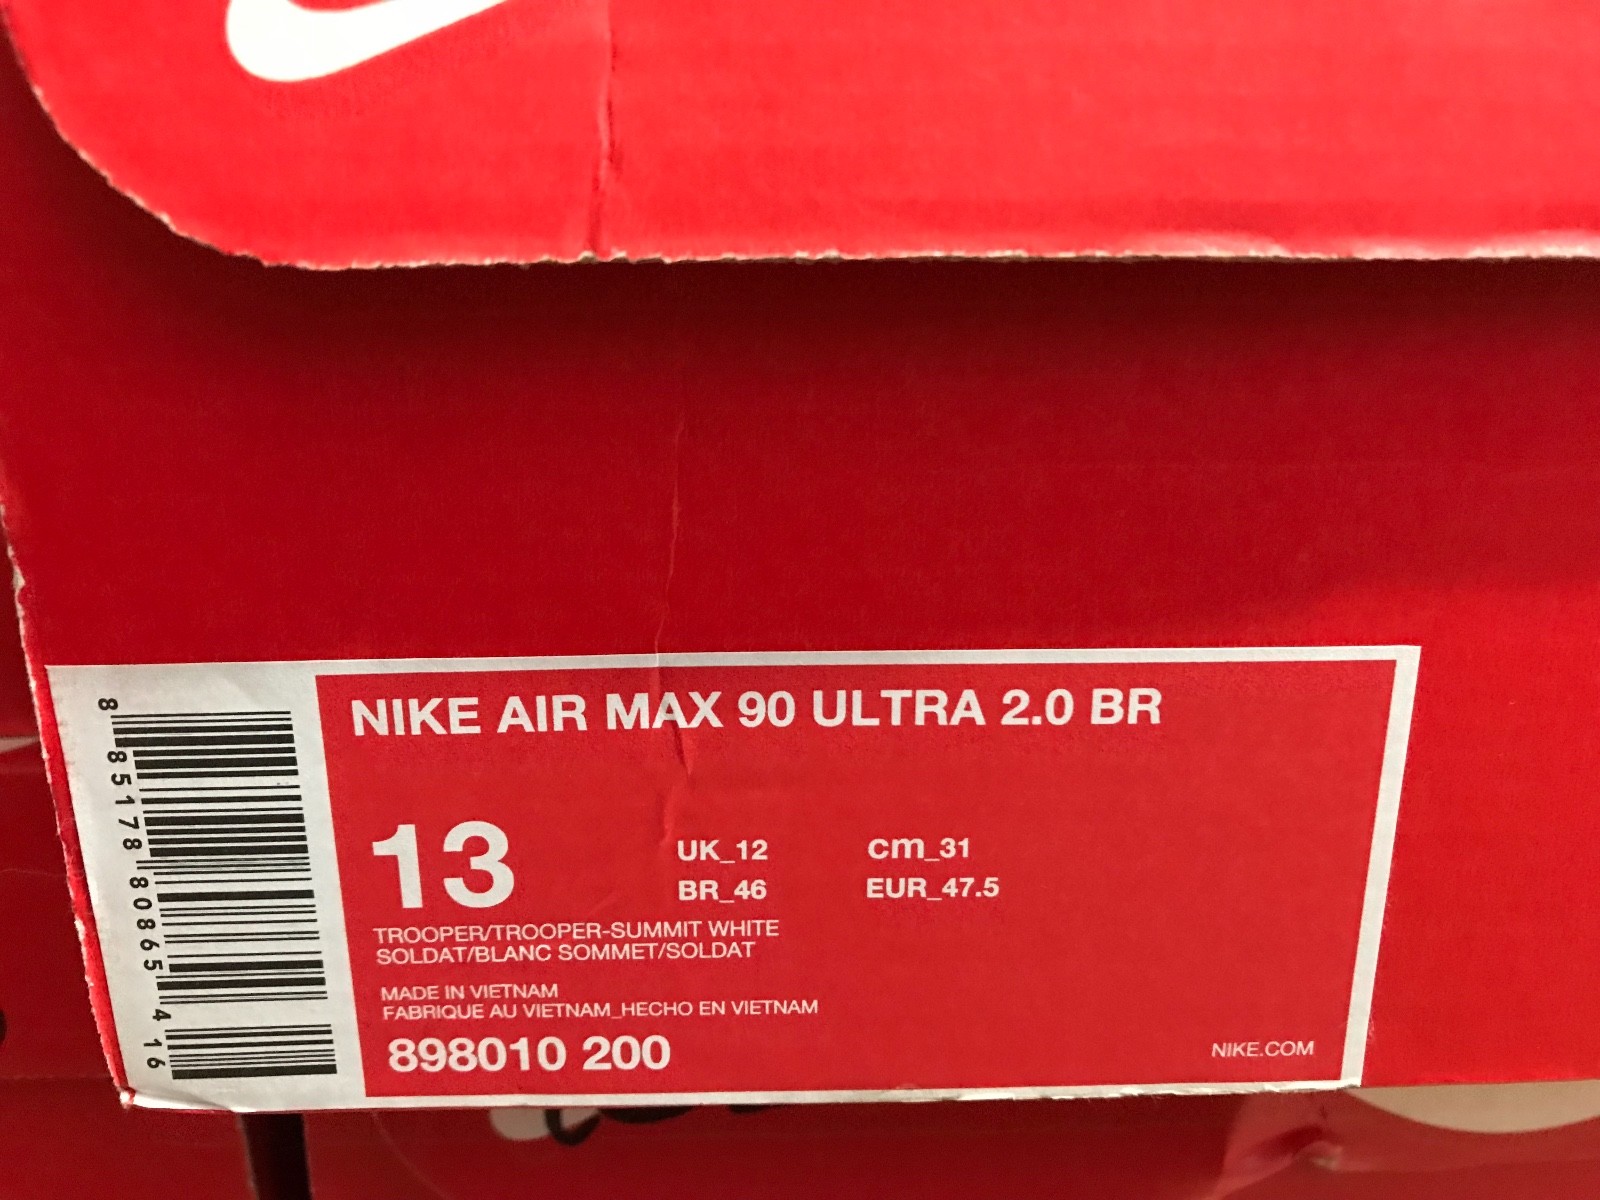 NIKE AIR MAX 90 ULTRA 2.0 BR
13
UK_12 cm_31
BR_46 EUR_47.5
TROOPER/TROOPER-SUMMIT WHITE
SOLDAT/BLANC SOMMET/SOLDAT
MADE IN VIETNAM
FABRIQUE AU VIETNAM_HECHO EN VIETNAM
898010 200
NIKE.COM
8 85178 80865 4 16